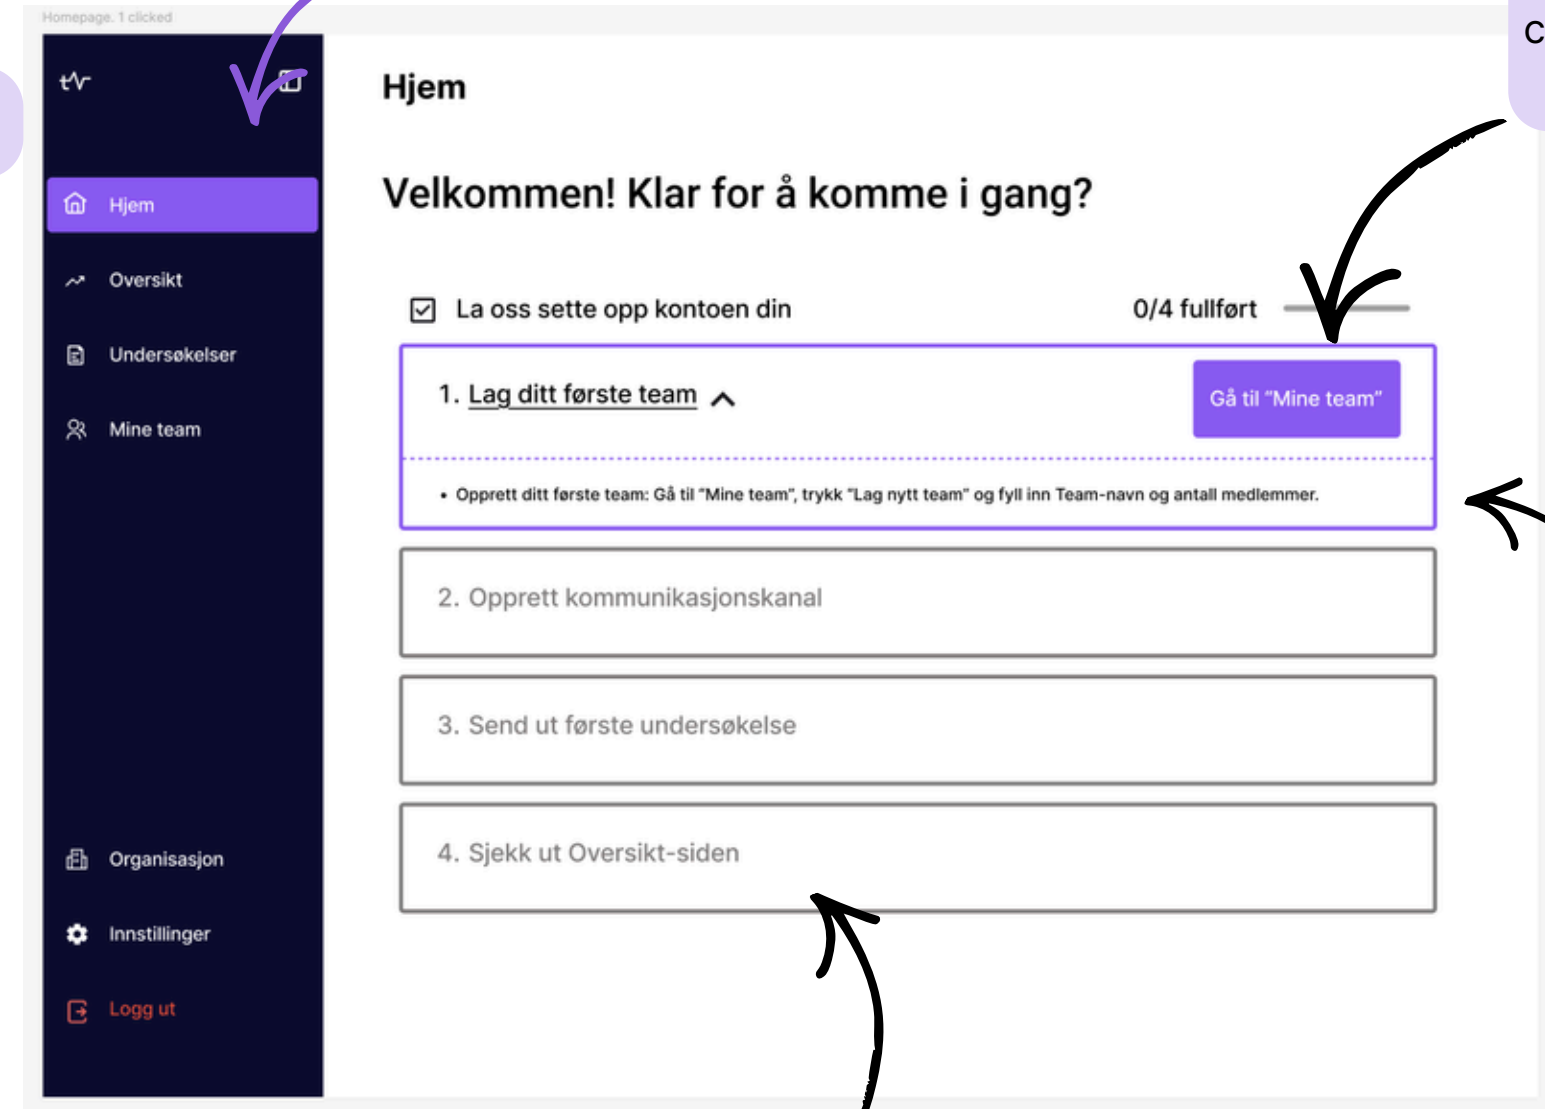 Homepage. 1 clicked
Hjem
Velkommen! Klar for å komme i gang?
Hjem
Oversikt
Undersøkelser
Mine team
Organisasjon
Innstillinger
Logg ut
La oss sette opp kontoen din
0/4 fullført
1. Lag ditt første team
Gå til “Mine team”
• Opprett ditt første team: Gå til “Mine team”, trykk “Lag nytt team” og fyll inn Team-navn og antall medlemmer.
2. Opprett kommunikasjonskanal
3. Send ut første undersøkelse
4. Sjekk ut Oversikt-siden